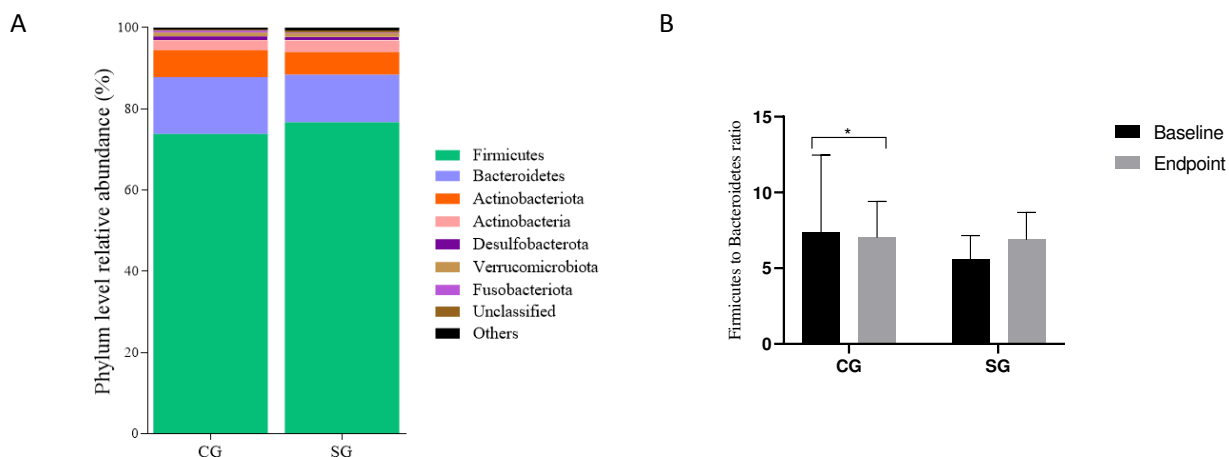 A
Phylum level relative abundance (%)
100
80
60
40
20
0
CG
SG
Firmicutes
Bacteroidetes
Actinobacteriota
Actinobacteria
Desulfobacterota
Verrucomicrobiota
Fusobacteriota
Unclassified
Others
B
Firmicutes to Bacteroidetes ratio
15
10
5
0
*
CG
SG
Baseline
Endpoint